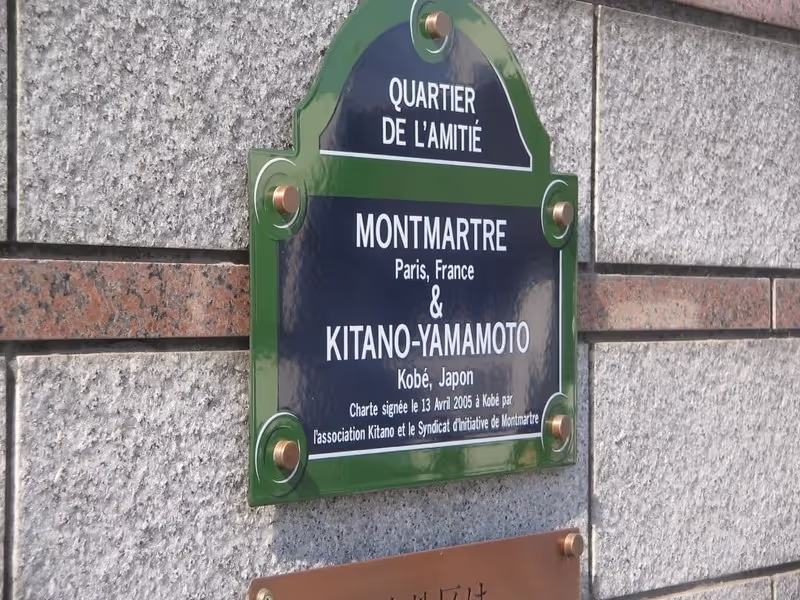 QUARTIER
DE L'AMITIÉ
MONTMARTRE
Paris, France
&
KITANO-YAMAMOTO
Kobé, Japon
Charte signée le 13 Avril 2005 à Kobé par
l'association Kitano et le Syndicat d'Initiative de Montmartre